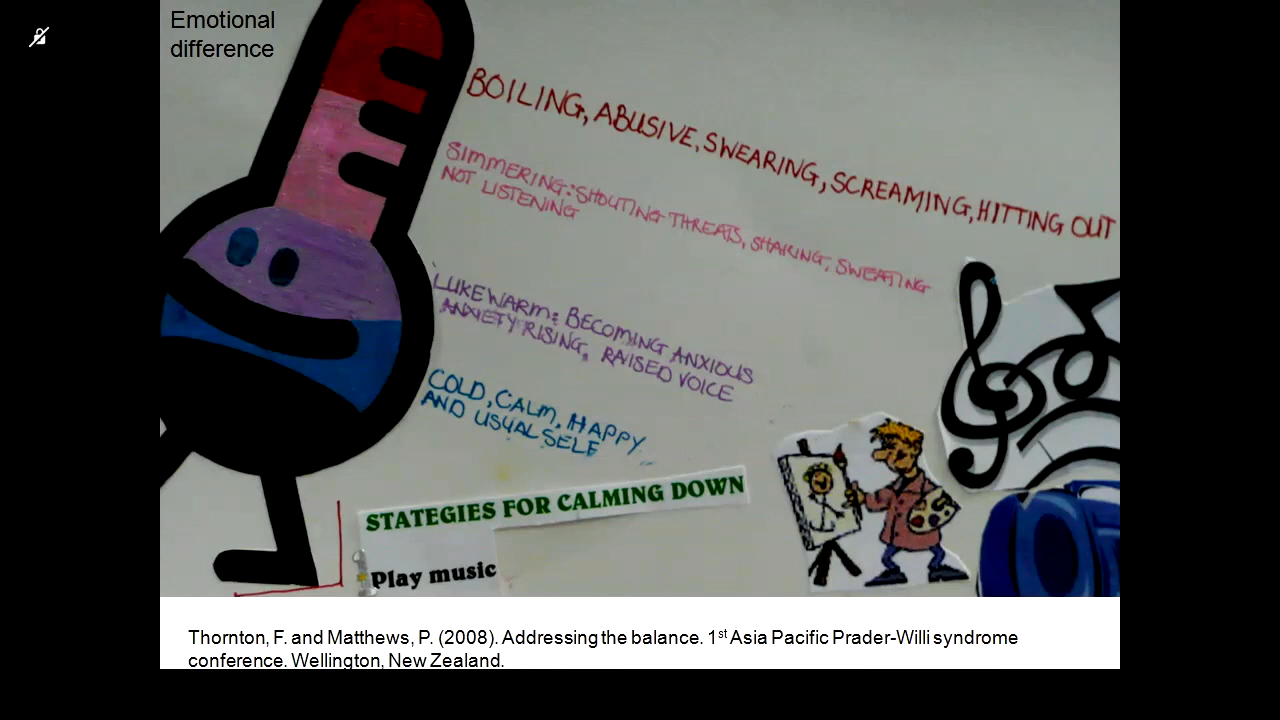 Emotional
difference
BOILING, ABUSIVE, SWEARING, SCREAMING, HITTING OUT
SIMMERING: SHOUTING THREATS, SHAKING, SWEATING
NOT LISTENING
LUKEWARM: BECOMING ANXIOUS
ANXIETY RISING, RAISED VOICE
COLD, CALM, HAPPY
AND USUAL SELF
STATEGIES FOR CALMING DOWN
Play music
Thornton, F. and Matthews, P. (2008). Addressing the balance. 1st Asia Pacific Prader-Willi syndrome
conference. Wellington, New Zealand.